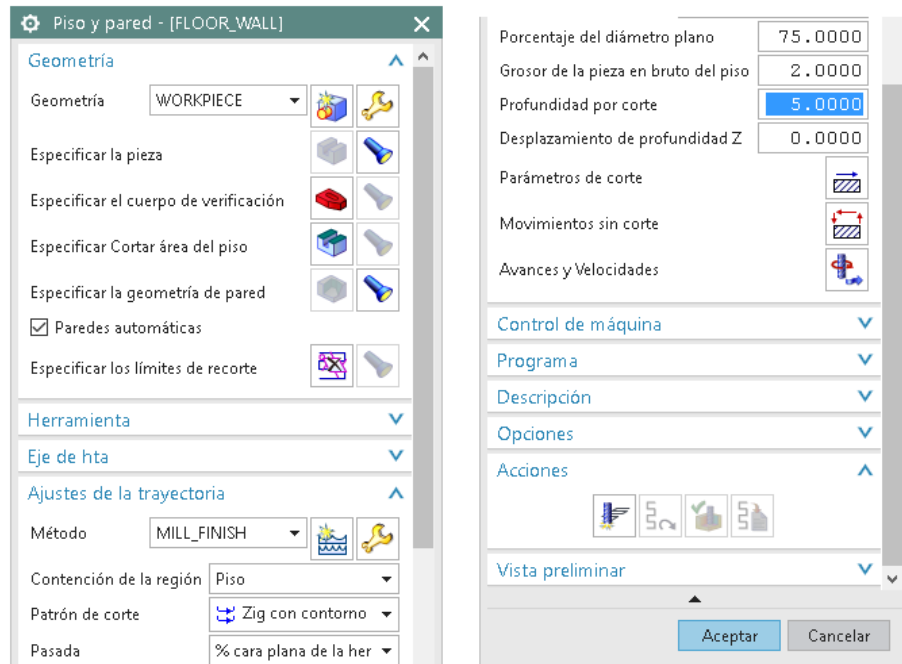 Piso y pared - [FLOOR_WALL]
Geometría
Geometría WORKPIECE
Especificar la pieza
Especificar el cuerpo de verificación
Especificar Cortar área del piso
Especificar la geometría de pared
Paredes automáticas
Especificar los límites de recorte
Herramienta
Eje de hta
Ajustes de la trayectoria
Método MILL_FINISH
Contención de la región Piso
Patrón de corte Zig con contorno
Pasada % cara plana de la her
Porcentaje del diámetro plano 75.0000
Grosor de la pieza en bruto del piso 2.0000
Profundidad por corte 5.0000
Desplazamiento de profundidad Z 0.0000
Parámetros de corte
Movimientos sin corte
Avances y Velocidades
Control de máquina
Programa
Descripción
Opciones
Acciones
Vista preliminar
Aceptar Cancelar